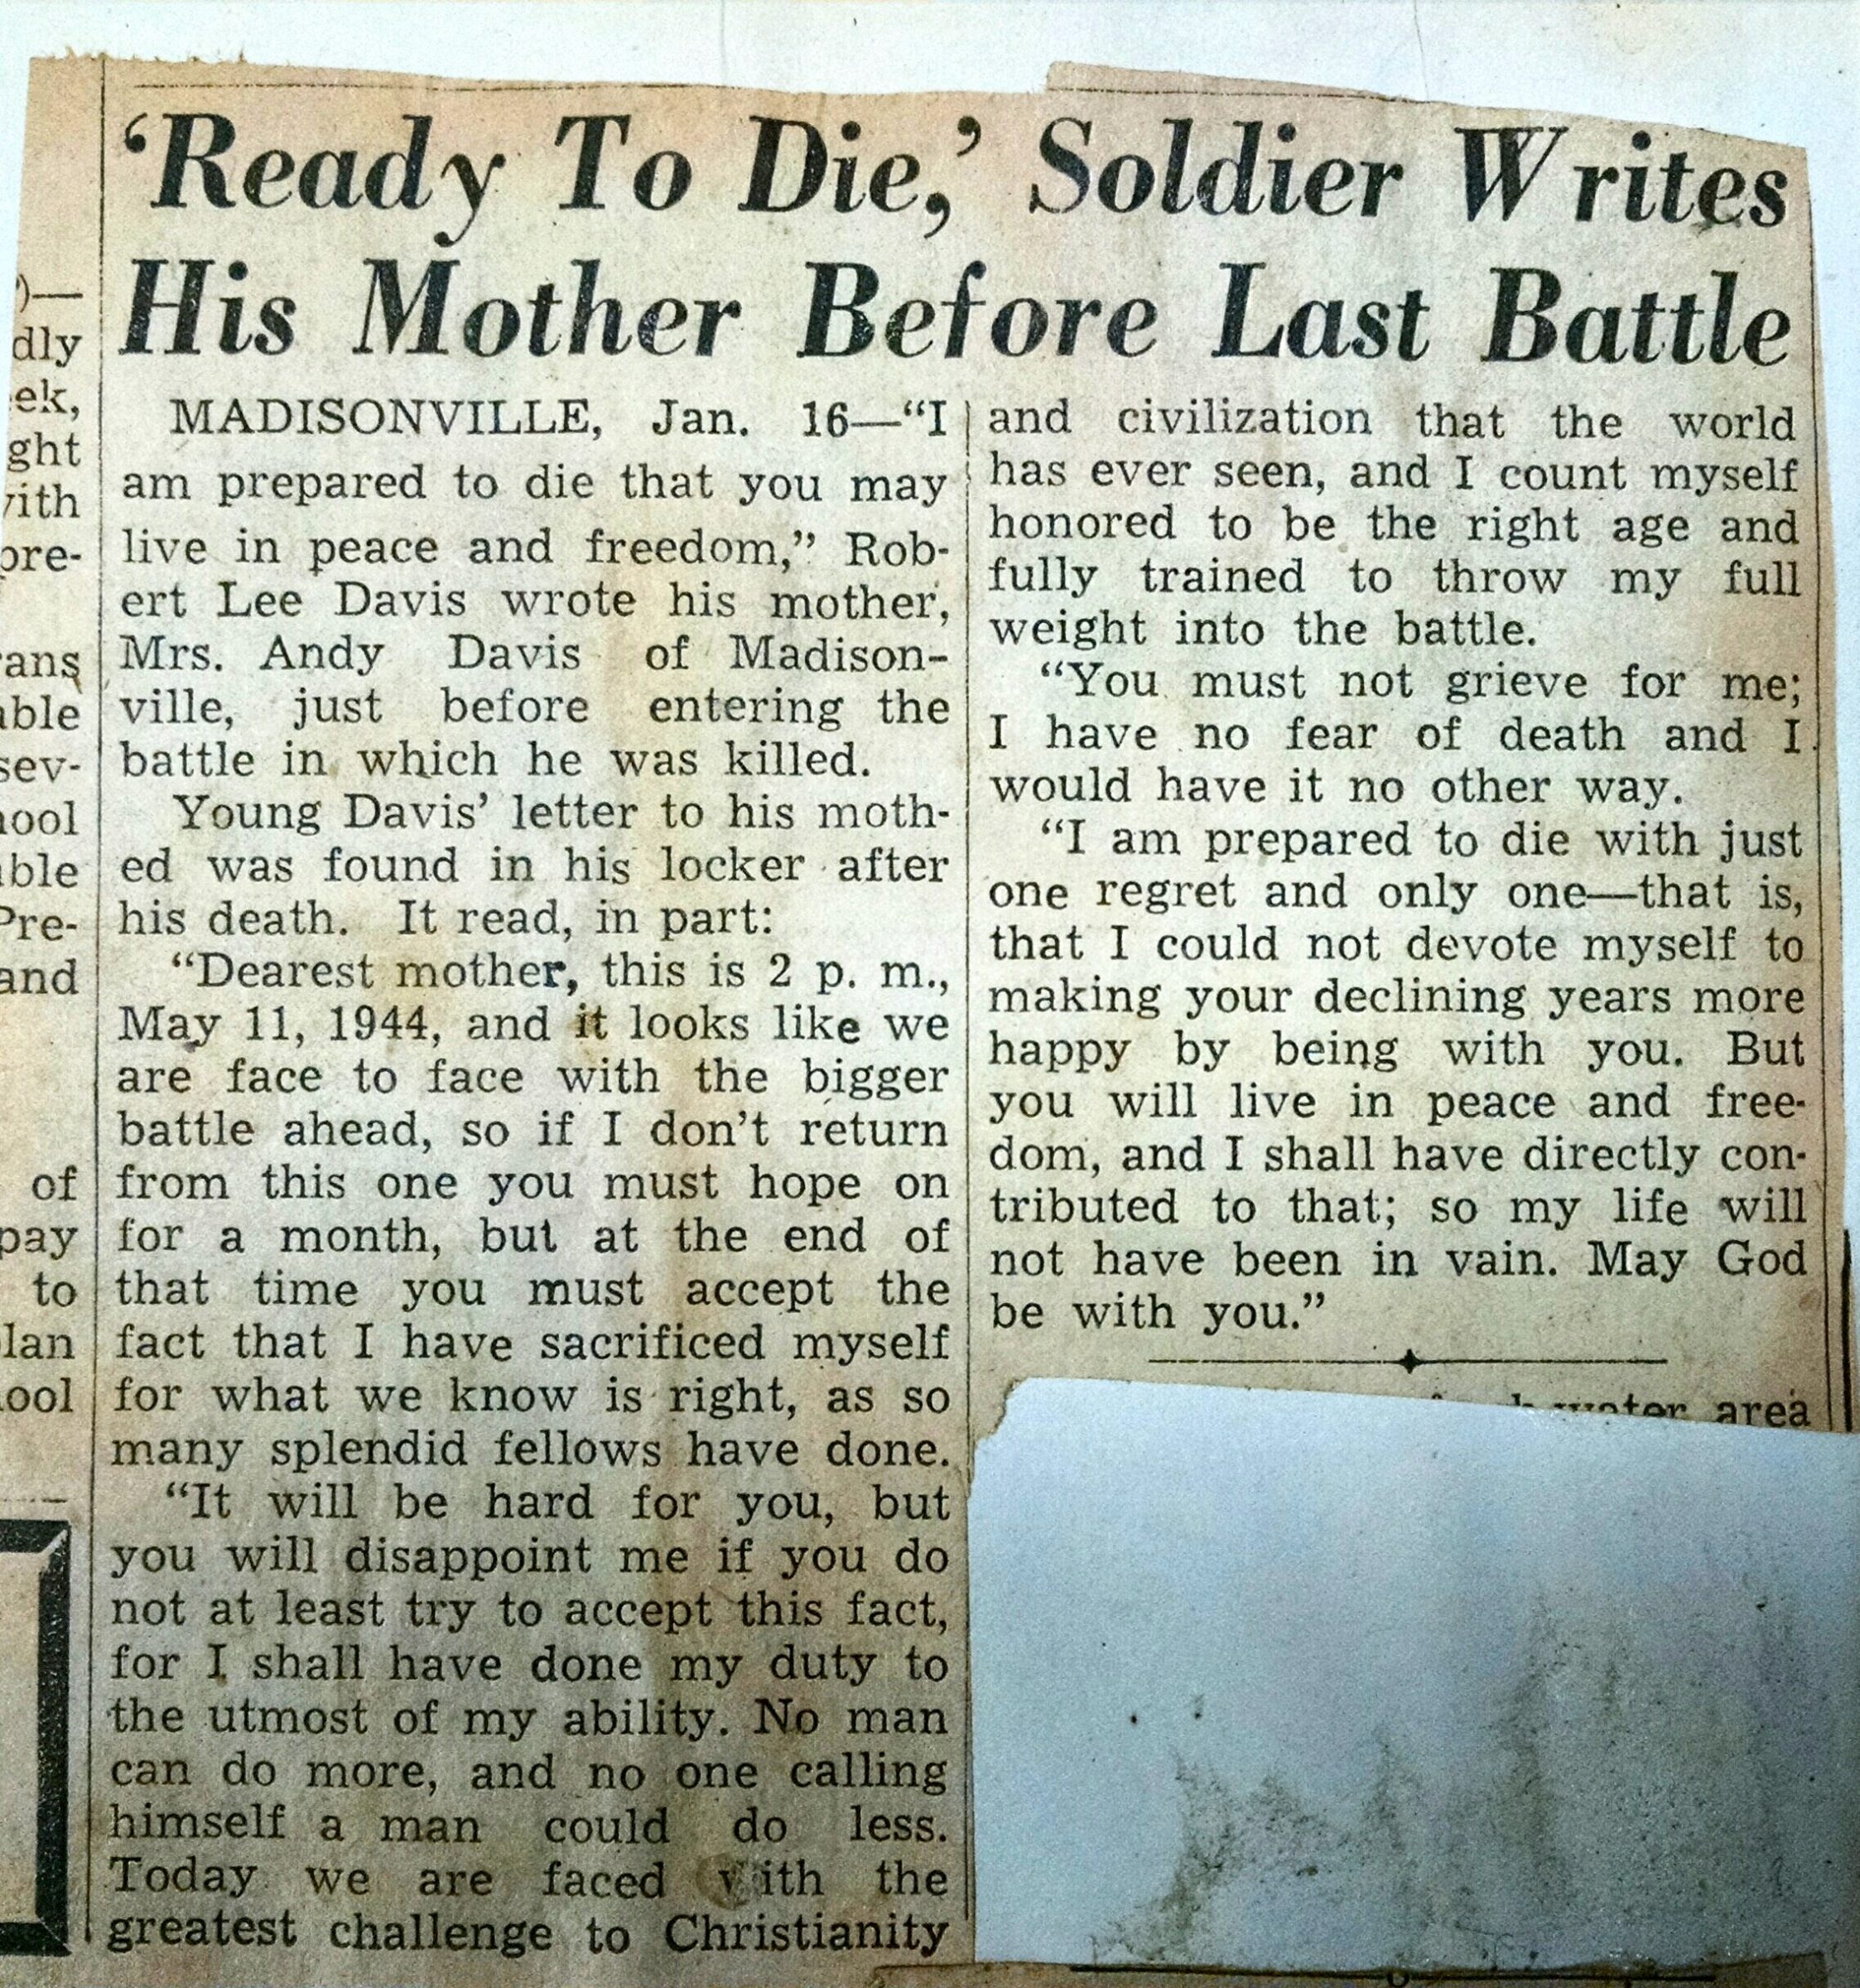 ‘Ready To Die,’ Soldier Writes
His Mother Before Last Battle
MADISONVILLE, Jan. 16—“I
am prepared to die that you may
live in peace and freedom,” Rob-
ert Lee Davis wrote his mother,
Mrs. Andy Davis of Madison-
ville, just before entering the
battle in which he was killed.
Young Davis’ letter to his moth-
ed was found in his locker after
his death. It read, in part:
“Dearest mother, this is 2 p. m.,
May 11, 1944, and it looks like we
are face to face with the bigger
battle ahead, so if I don’t return
from this one you must hope on
for a month, but at the end of
that time you must accept the
fact that I have sacrificed myself
for what we know is right, as so
many splendid fellows have done.
“It will be hard for you, but
you will disappoint me if you do
not at least try to accept this fact,
for I shall have done my duty to
the utmost of my ability. No man
can do more, and no one calling
himself a man could do less.
Today we are faced with the
greatest challenge to Christianity
and civilization that the world
has ever seen, and I count myself
honored to be the right age and
fully trained to throw my full
weight into the battle.
“You must not grieve for me;
I have no fear of death and I
would have it no other way.
“I am prepared to die with just
one regret and only one—that is,
that I could not devote myself to
making your declining years more
happy by being with you. But
you will live in peace and free-
dom, and I shall have directly con-
tributed to that; so my life will
not have been in vain. May God
be with you.”
water area
and
of
pay
to